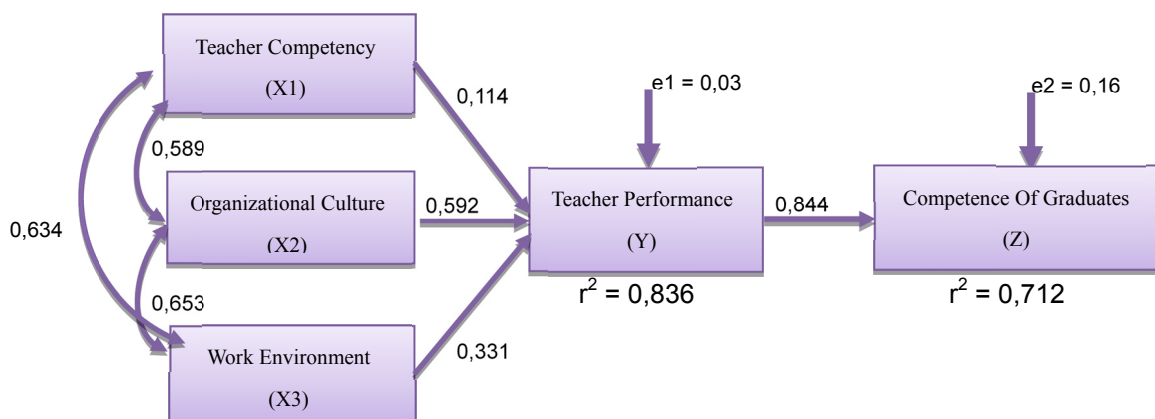 Teacher Competency
(X1)
0,114
e1 = 0,03
e2 = 0,16
0,589
Organizational Culture
(X2)
0,592
Teacher Performance
(Y)
0,844
Competence Of Graduates
(Z)
0,634
r² = 0,836
r² = 0,712
0,653
Work Environment
(X3)
0,331